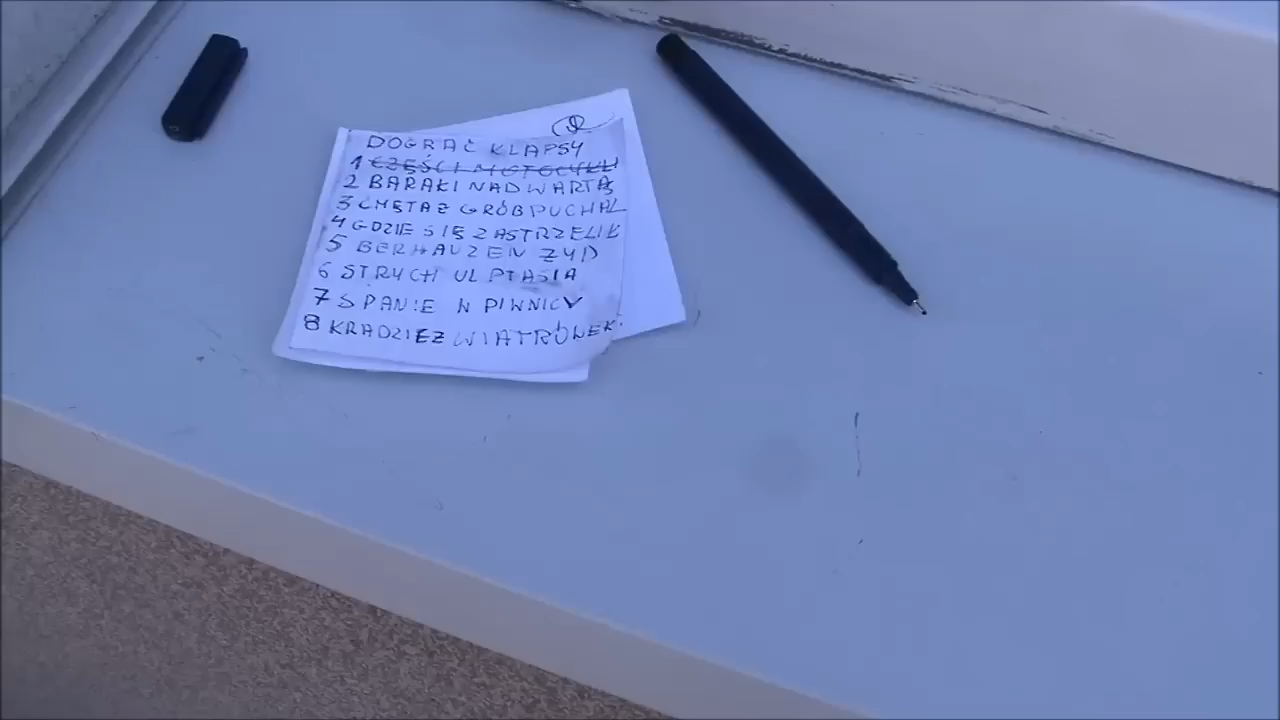 DOGRAĆ KLAPSY
1 CZĘŚCI MOTOCYKLI
2 BARAKI NAD WARTĄ
3 CMĘTAŻ GRÓB PUCHAL
4 GDZIE SIĘ ZASTRZELIŁ
5 BERHAUZEN ŻYD
6 STRYCH UL PTASIA
7 SPANIE W PIWNICY
8 KRADZIEŻ WIATRÓWEK